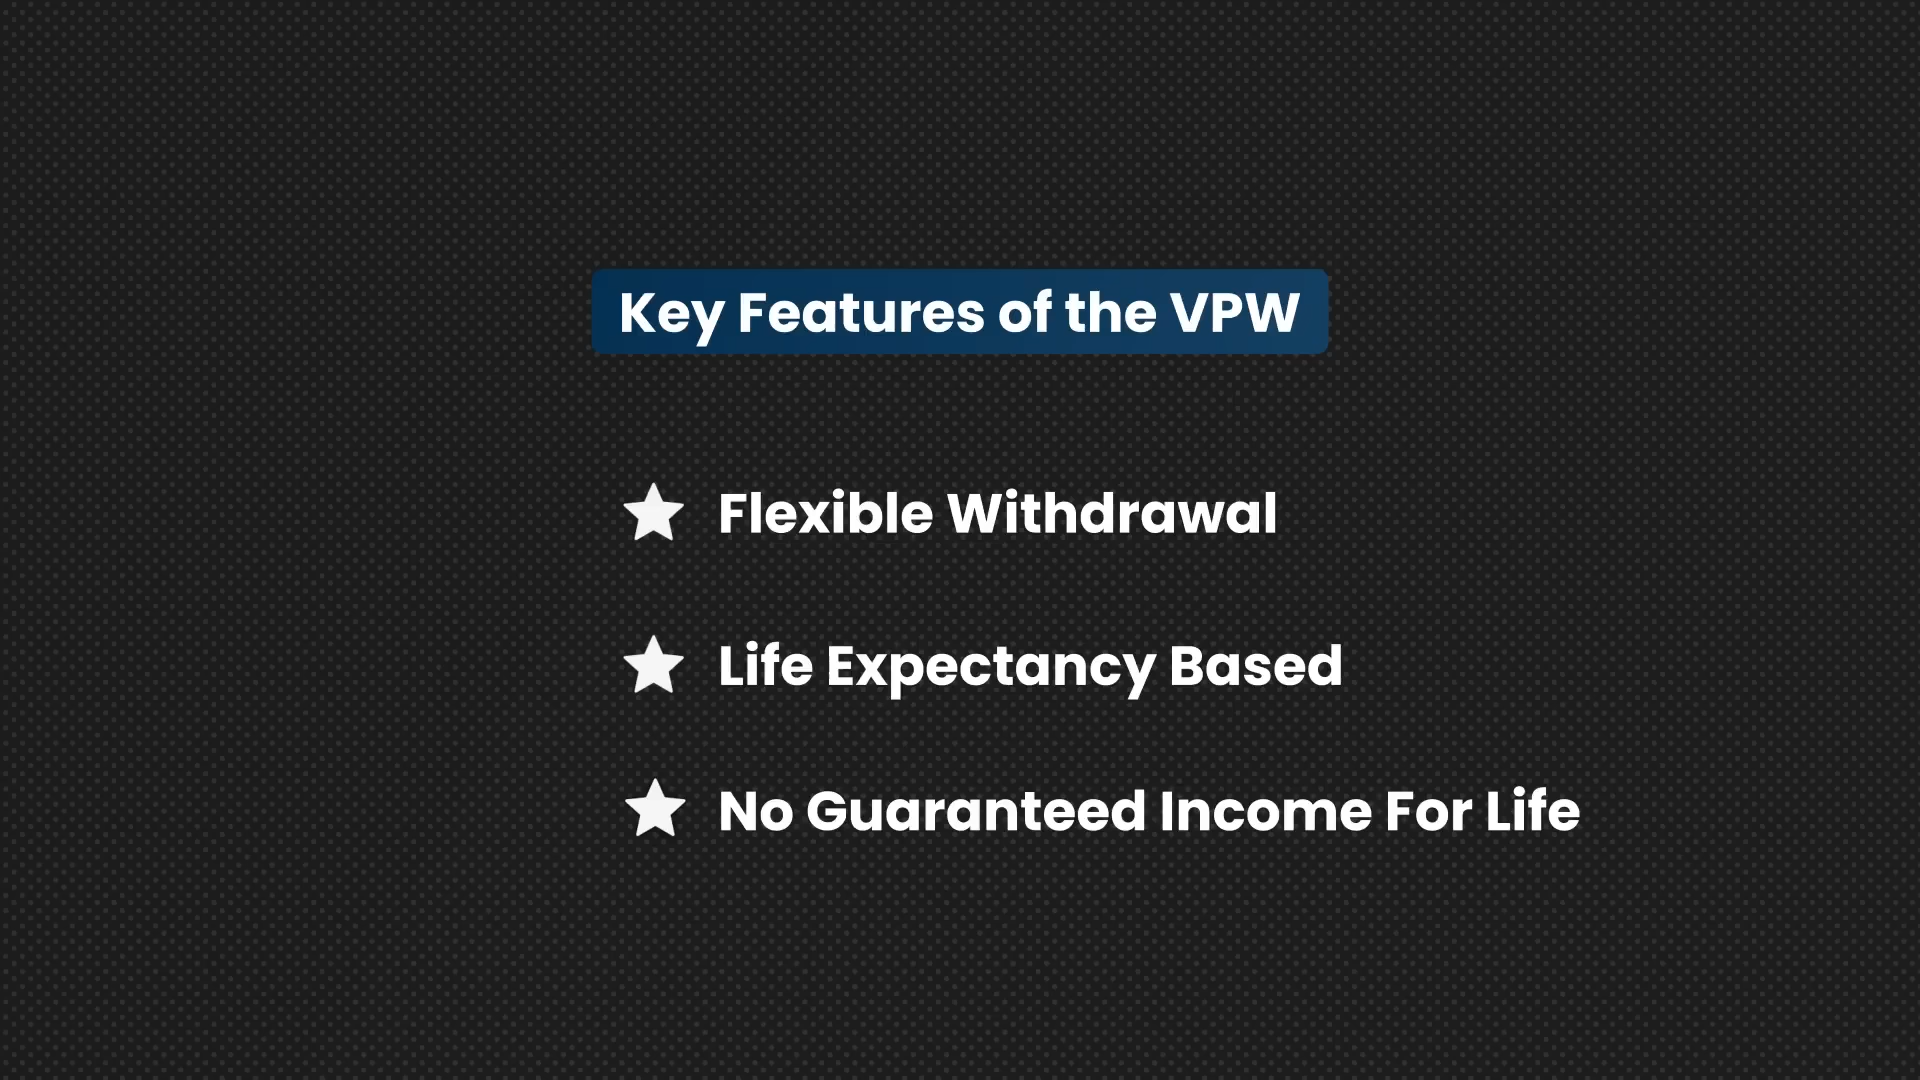 Key Features of the VPW
Flexible Withdrawal
Life Expectancy Based
No Guaranteed Income For Life